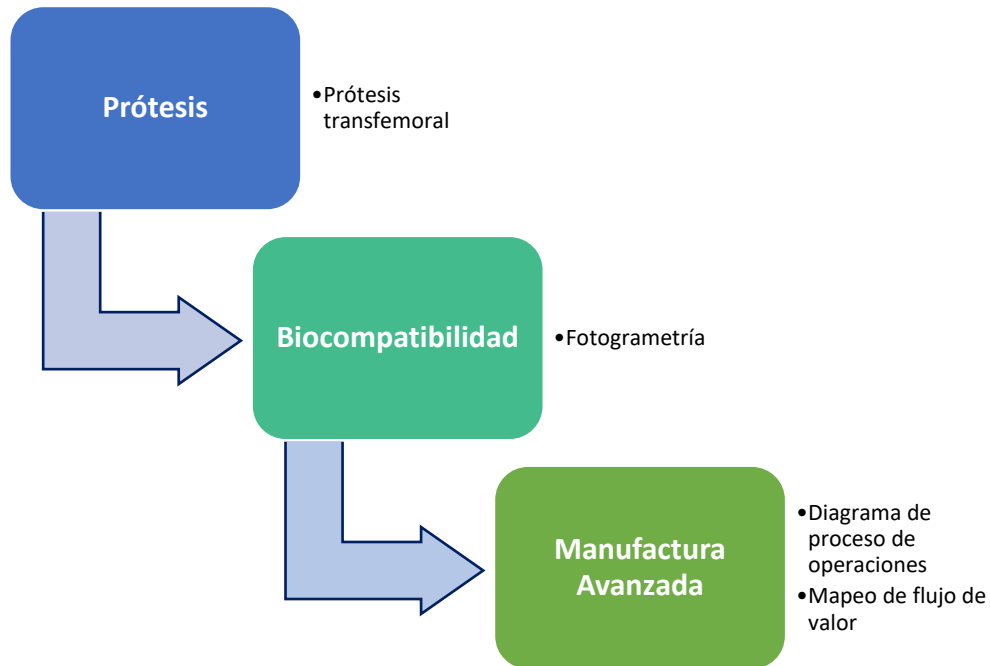 Prótesis
•Prótesis
transfemoral
Biocompatibilidad
•Fotogrametría
Manufactura
Avanzada
•Diagrama de
proceso de
operaciones
•Mapeo de flujo de
valor